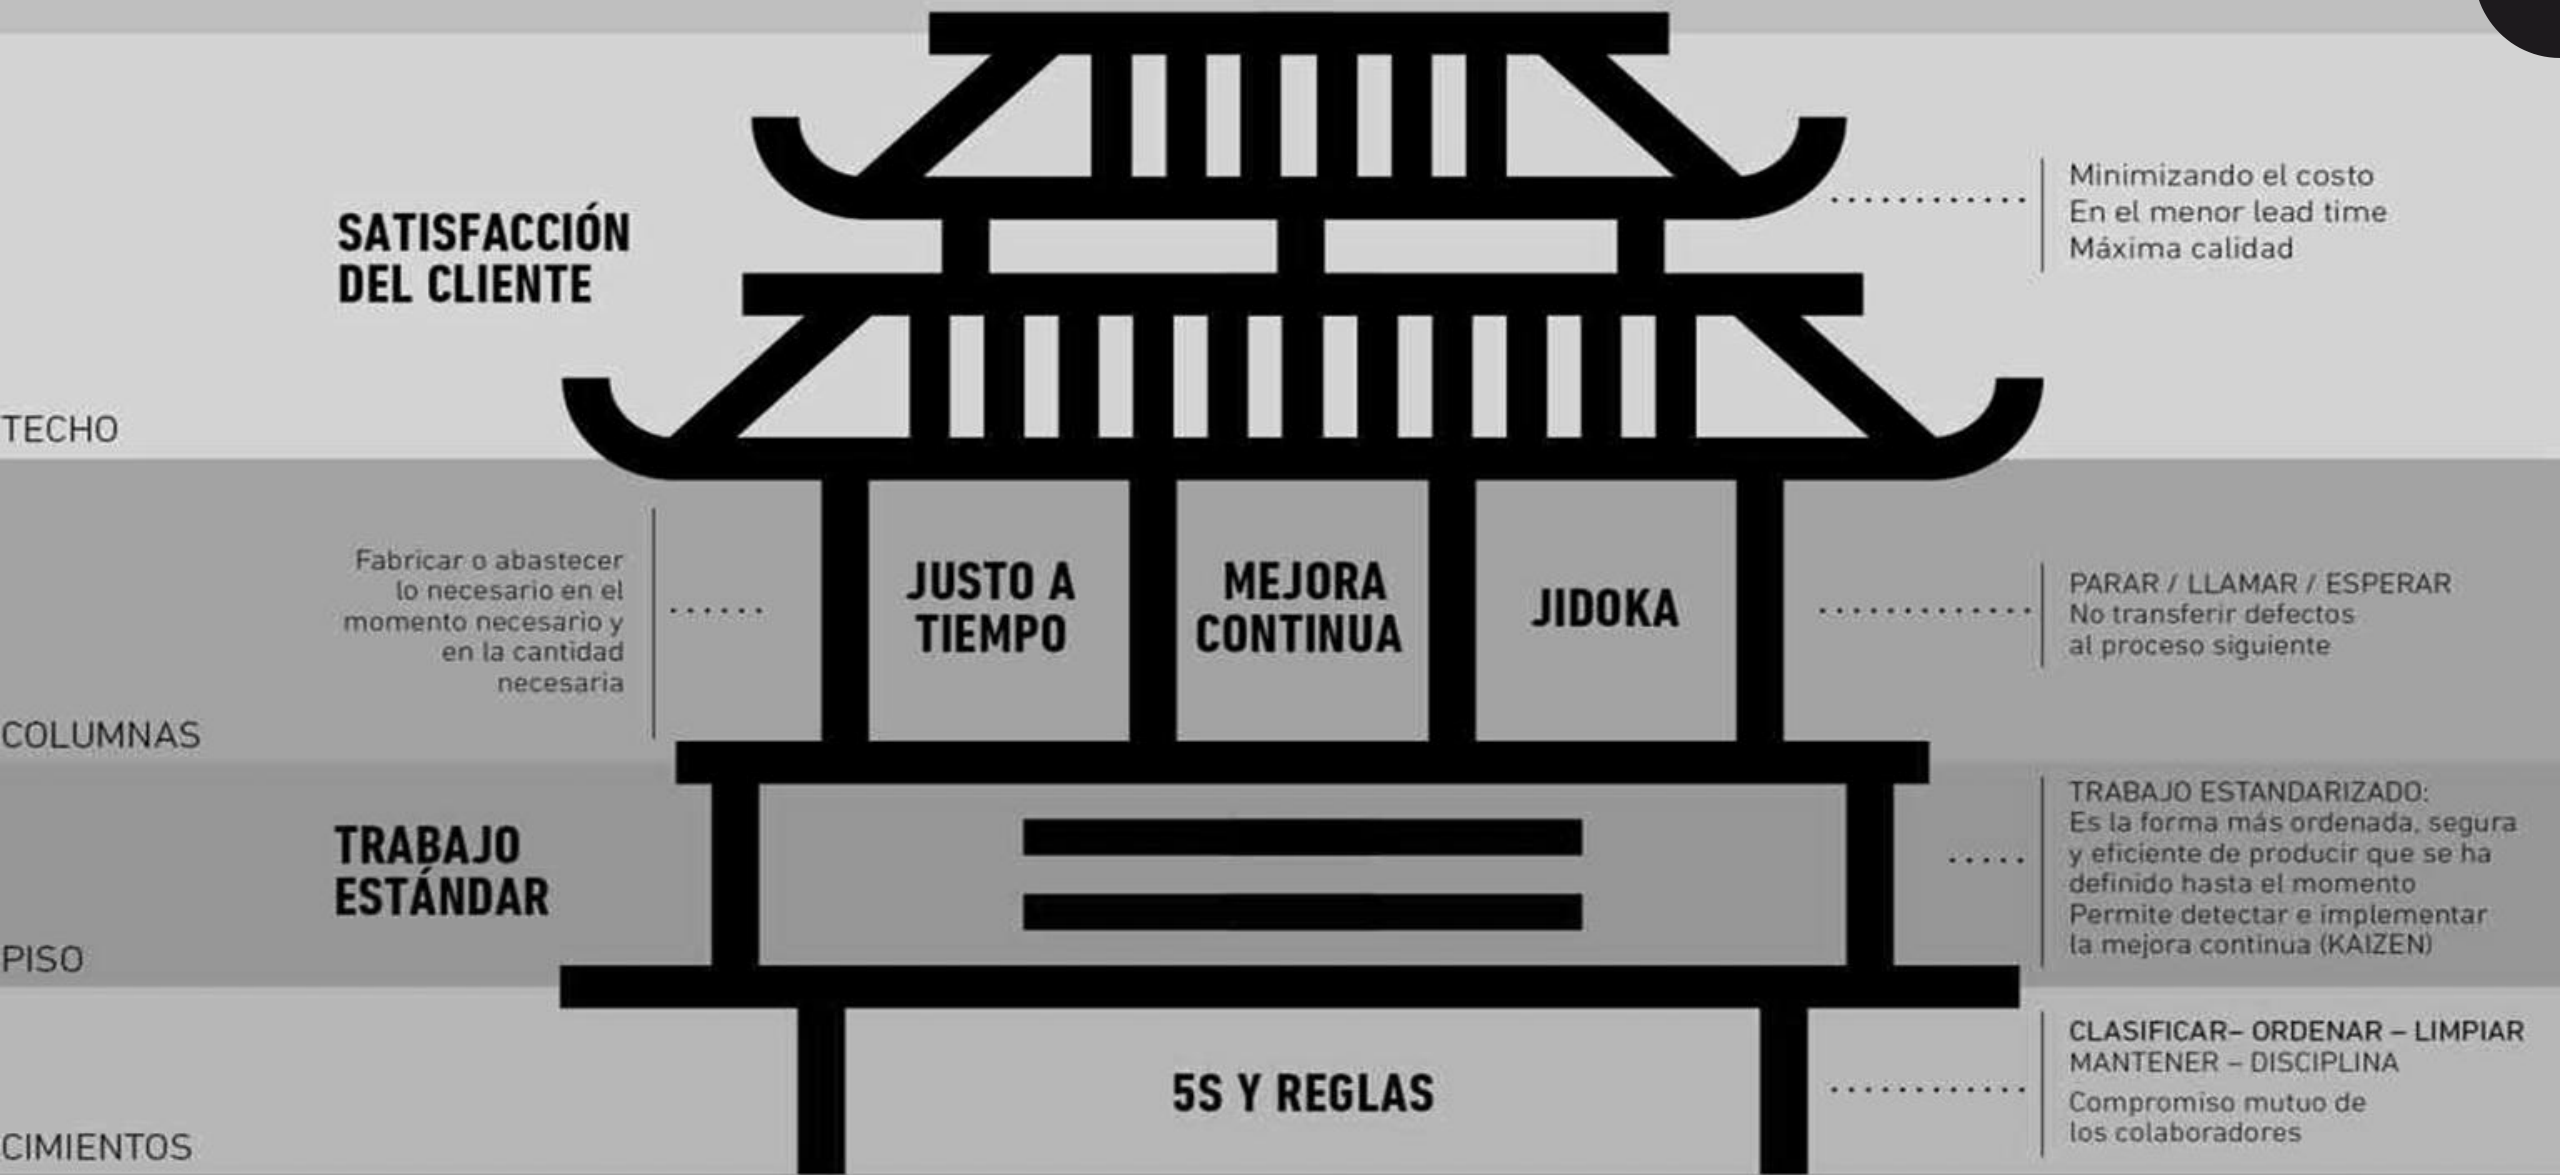 SATISFACCIÓN
DEL CLIENTE
Minimizando el costo
En el menor lead time
Máxima calidad
TECHO
Fabricar o abastecer
lo necesario en el
momento necesario y
en la cantidad
necesaria
JUSTO A
TIEMPO
MEJORA
CONTINUA
JIDOKA
PARAR / LLAMAR / ESPERAR
No transferir defectos
al proceso siguiente
COLUMNAS
TRABAJO
ESTÁNDAR
TRABAJO ESTANDARIZADO:
Es la forma más ordenada, segura
y eficiente de producir que se ha
definido hasta el momento
Permite detectar e implementar
la mejora continua (KAIZEN)
PISO
5S Y REGLAS
CLASIFICAR– ORDENAR – LIMPIAR
MANTENER – DISCIPLINA
Compromiso mutuo de
los colaboradores
CIMIENTOS